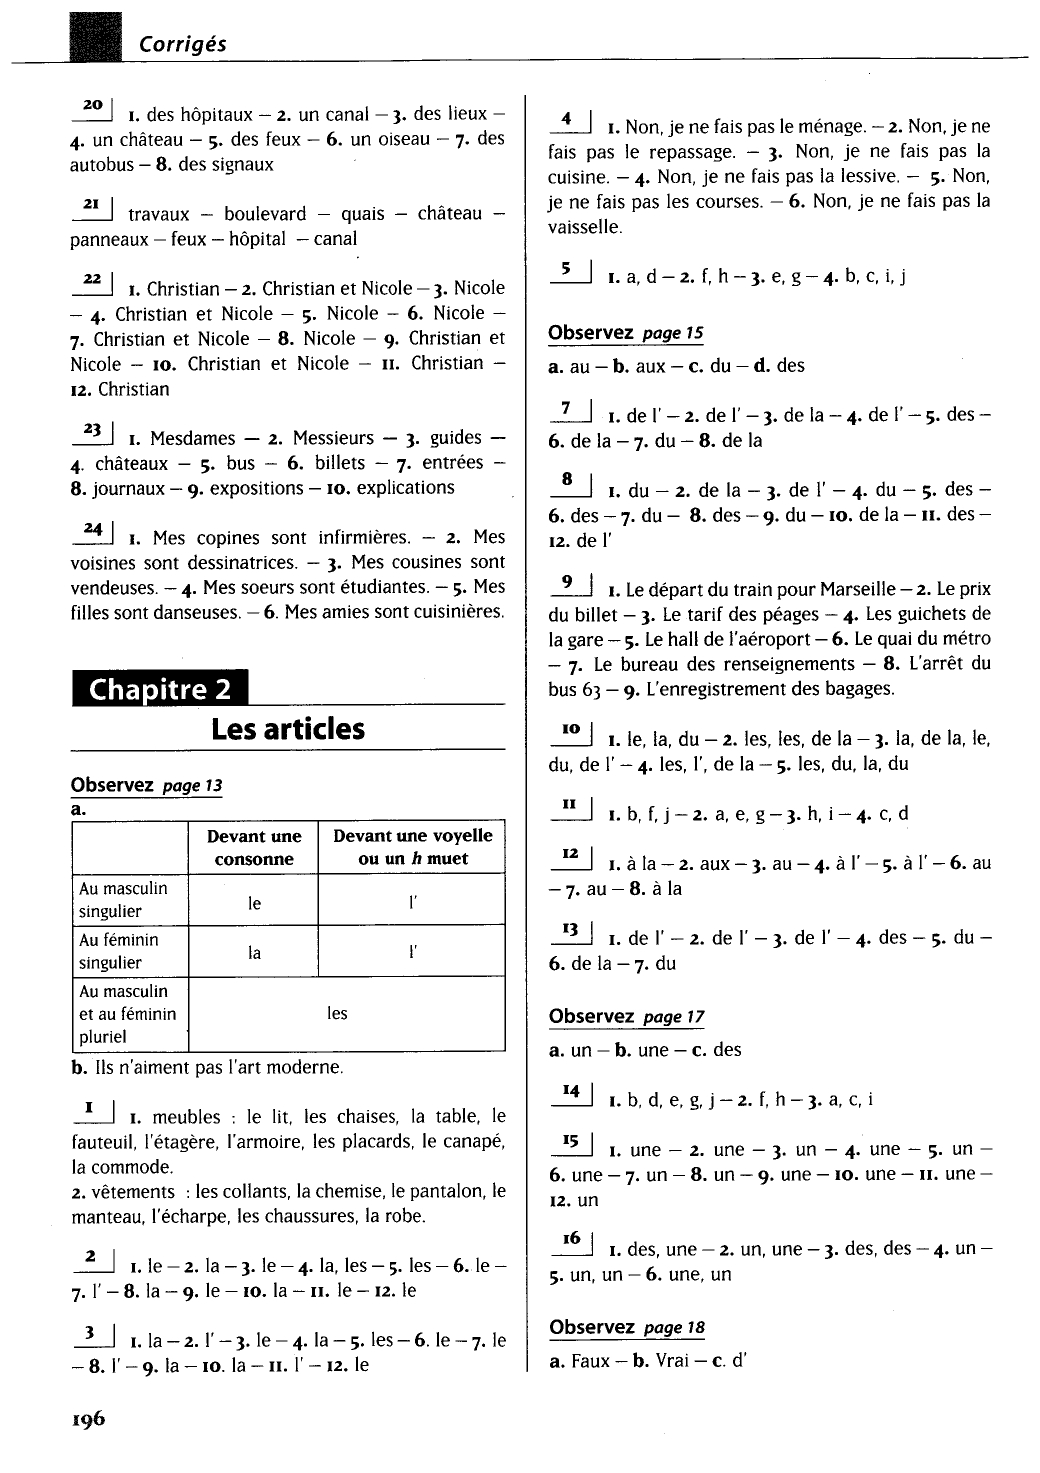 Corrigés
20 1. des hôpitaux – 2. un canal – 3. des lieux –
4. un château – 5. des feux – 6. un oiseau – 7. des
autobus – 8. des signaux
21 travaux – boulevard – quais – château –
panneaux – feux – hôpital – canal
22 1. Christian – 2. Christian et Nicole – 3. Nicole
– 4. Christian et Nicole – 5. Nicole – 6. Nicole –
7. Christian et Nicole – 8. Nicole – 9. Christian et
Nicole – 10. Christian et Nicole – 11. Christian –
12. Christian
23 1. Mesdames – 2. Messieurs – 3. guides –
4. châteaux – 5. bus – 6. billets – 7. entrées –
8. journaux – 9. expositions – 10. explications
24 1. Mes copines sont infirmières. – 2. Mes
voisines sont dessinatrices. – 3. Mes cousines sont
vendeuses. – 4. Mes soeurs sont étudiantes. – 5. Mes
filles sont danseuses. – 6. Mes amies sont cuisinières.
Chapitre 2
Les articles
Observez page 13
a.
Devant une consonne
Devant une voyelle ou un h muet
Au masculin singulier
le
l'
Au féminin singulier
la
l'
Au masculin et au féminin pluriel
les
b. Ils n'aiment pas l'art moderne.
1 1. meubles : le lit, les chaises, la table, le
fauteuil, l'étagère, l'armoire, les placards, le canapé,
la commode.
2. vêtements : les collants, la chemise, le pantalon, le
manteau, l'écharpe, les chaussures, la robe.
2 1. le – 2. la – 3. le – 4. la, les – 5. les – 6. le –
7. l' – 8. la – 9. le – 10. la – 11. le – 12. le
3 1. la – 2. l' – 3. le – 4. la – 5. les – 6. le – 7. le
– 8. l' – 9. la – 10. la – 11. l' – 12. le
4 1. Non, je ne fais pas le ménage. – 2. Non, je ne
fais pas le repassage. – 3. Non, je ne fais pas la
cuisine. – 4. Non, je ne fais pas la lessive. – 5. Non,
je ne fais pas les courses. – 6. Non, je ne fais pas la
vaisselle.
5 1. a, d – 2. f, h – 3. e, g – 4. b, c, i, j
Observez page 15
a. au – b. aux – c. du – d. des
7 1. de l' – 2. de l' – 3. de la – 4. de l' – 5. des –
6. de la – 7. du – 8. de la
8 1. du – 2. de la – 3. de l' – 4. du – 5. des –
6. des – 7. du – 8. des – 9. du – 10. de la – 11. des –
12. de l'
9 1. Le départ du train pour Marseille – 2. Le prix
du billet – 3. Le tarif des péages – 4. Les guichets de
la gare – 5. Le hall de l'aéroport – 6. Le quai du métro
– 7. Le bureau des renseignements – 8. L'arrêt du
bus 63 – 9. L'enregistrement des bagages.
10 1. le, la, du – 2. les, les, de la – 3. la, de la, le,
du, de l' – 4. les, l', de la – 5. les, du, la, du
11 1. b, f, j – 2. a, e, g – 3. h, i – 4. c, d
12 1. à la – 2. aux – 3. au – 4. à l' – 5. à l' – 6. au
– 7. au – 8. à la
13 1. de l' – 2. de l' – 3. de l' – 4. des – 5. du –
6. de la – 7. du
Observez page 17
a. un – b. une – c. des
14 1. b, d, e, g, j – 2. f, h – 3. a, c, i
15 1. une – 2. une – 3. un – 4. une – 5. un –
6. une – 7. un – 8. un – 9. une – 10. une – 11. une –
12. un
16 1. des, une – 2. un, une – 3. des, des – 4. un –
5. un, un – 6. une, un
Observez page 18
a. Faux – b. Vrai – c. d'
196